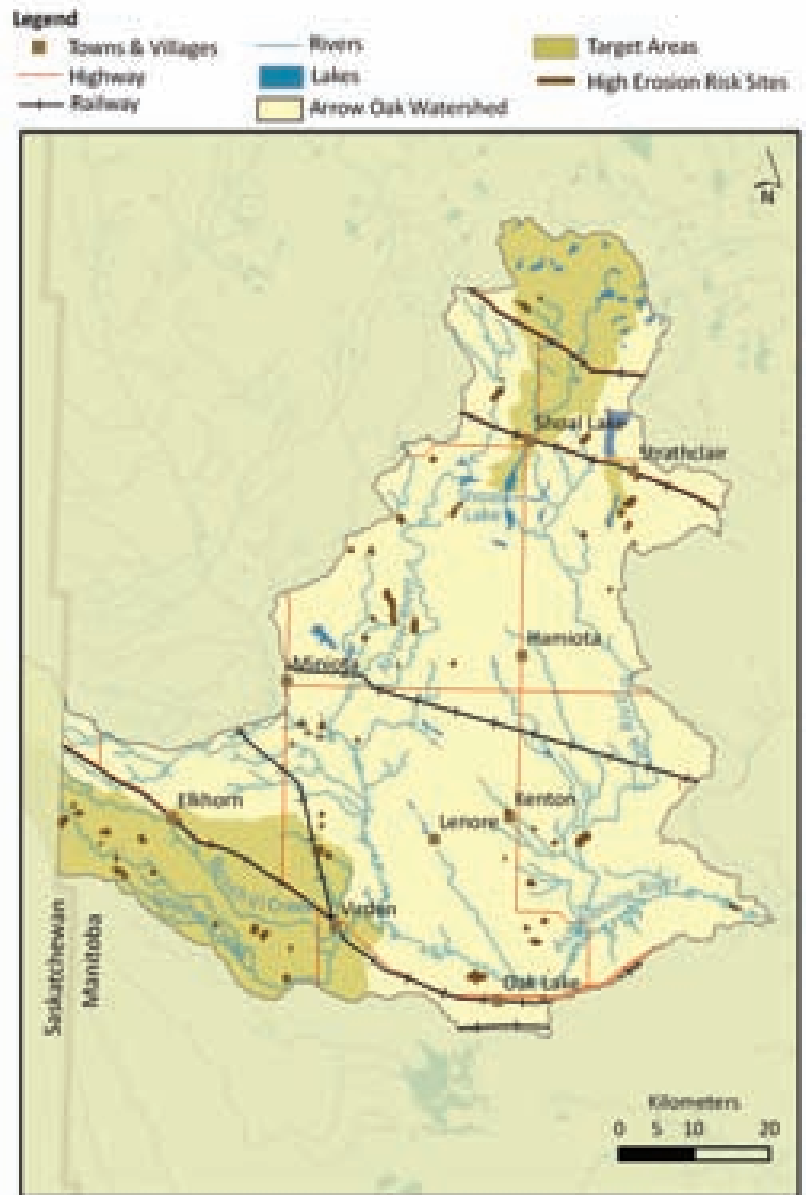 Legend
Towns & Villages
Highway
Railway
Rivers
Lakes
Arrow Oak Watershed
Target Areas
High Erosion Risk Sites
N
Shoal Lake
Strathclair
Lake
Hamiota
Miniota
Elkhorn
Kenton
Lenore
Virden
Oak Lake
Saskatchewan
Manitoba
Kilometers
0 5 10 20